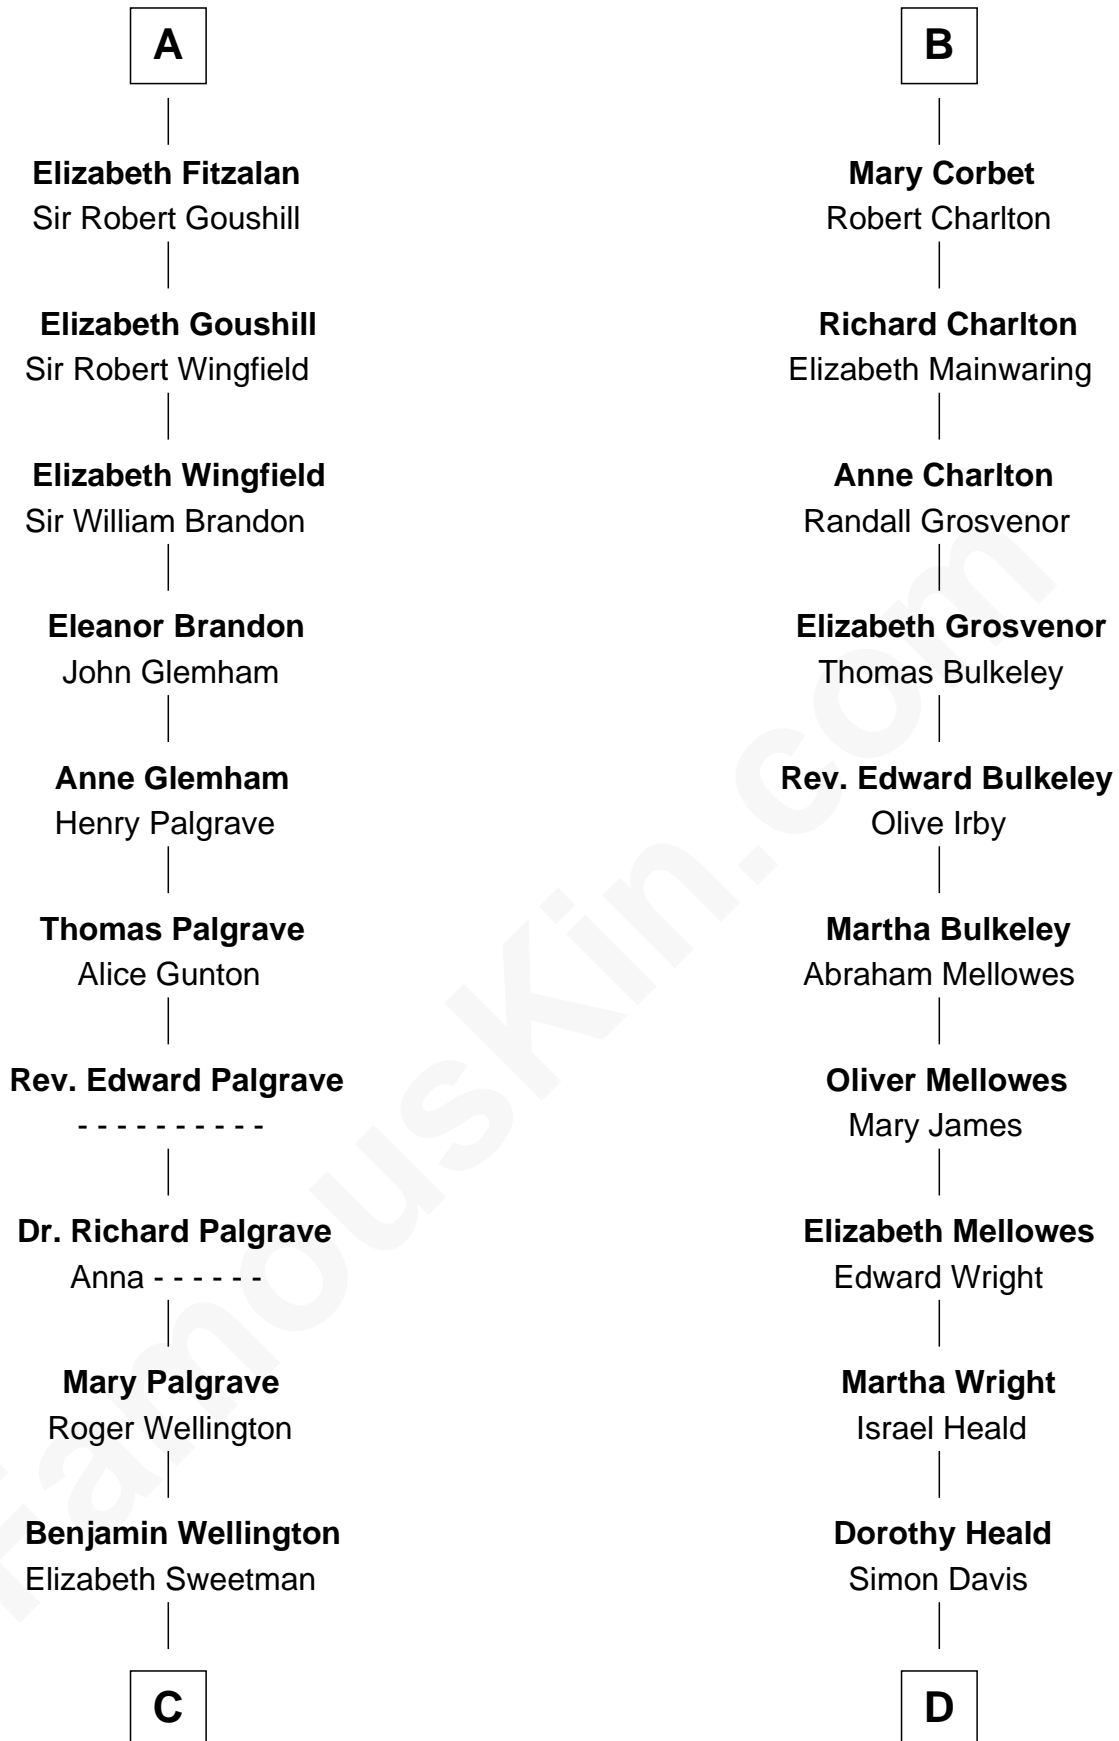 A
Elizabeth Fitzalan
Sir Robert Goushill
Elizabeth Goushill
Sir Robert Wingfield
Elizabeth Wingfield
Sir William Brandon
Eleanor Brandon
John Glemham
Anne Glemham
Henry Palgrave
Thomas Palgrave
Alice Gunton
Rev. Edward Palgrave
- - - - - - - - - -
Dr. Richard Palgrave
Anna - - - - - -
Mary Palgrave
Roger Wellington
Benjamin Wellington
Elizabeth Sweetman
C
B
Mary Corbet
Robert Charlton
Richard Charlton
Elizabeth Mainwaring
Anne Charlton
Randall Grosvenor
Elizabeth Grosvenor
Thomas Bulkeley
Rev. Edward Bulkeley
Olive Irby
Martha Bulkeley
Abraham Mellowes
Oliver Mellowes
Mary James
Elizabeth Mellowes
Edward Wright
Martha Wright
Israel Heald
Dorothy Heald
Simon Davis
D
FamousKin.com